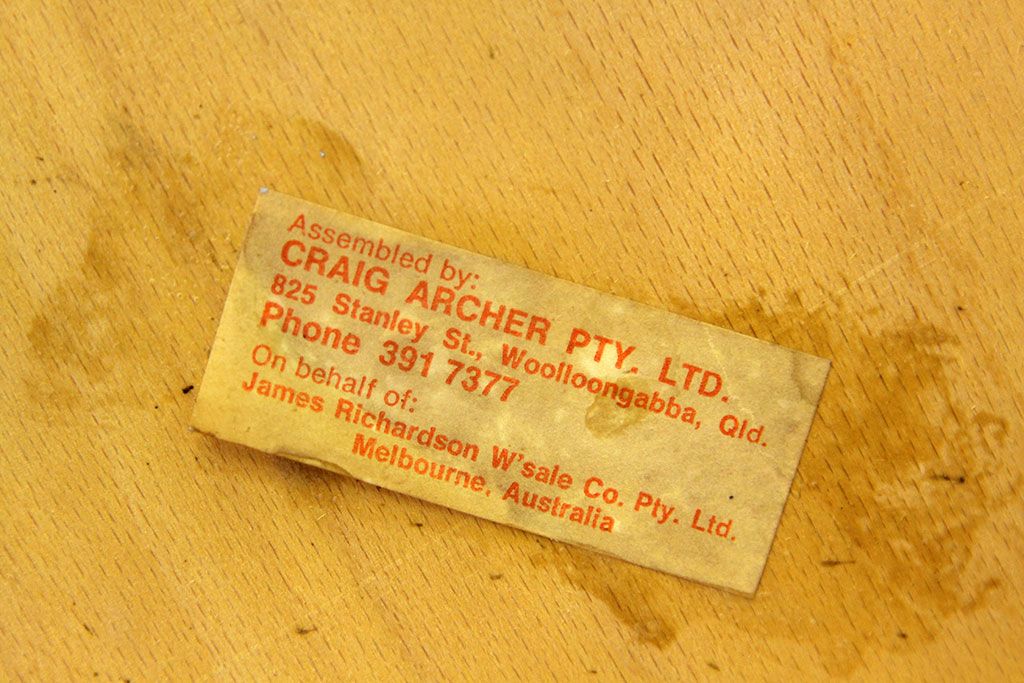 Assembled by:
CRAIG ARCHER PTY. LTD.
825 Stanley St., Woolloongabba, Qld.
Phone 391 7377
On behalf of:
James Richardson W'sale Co. Pty. Ltd.
Melbourne, Australia